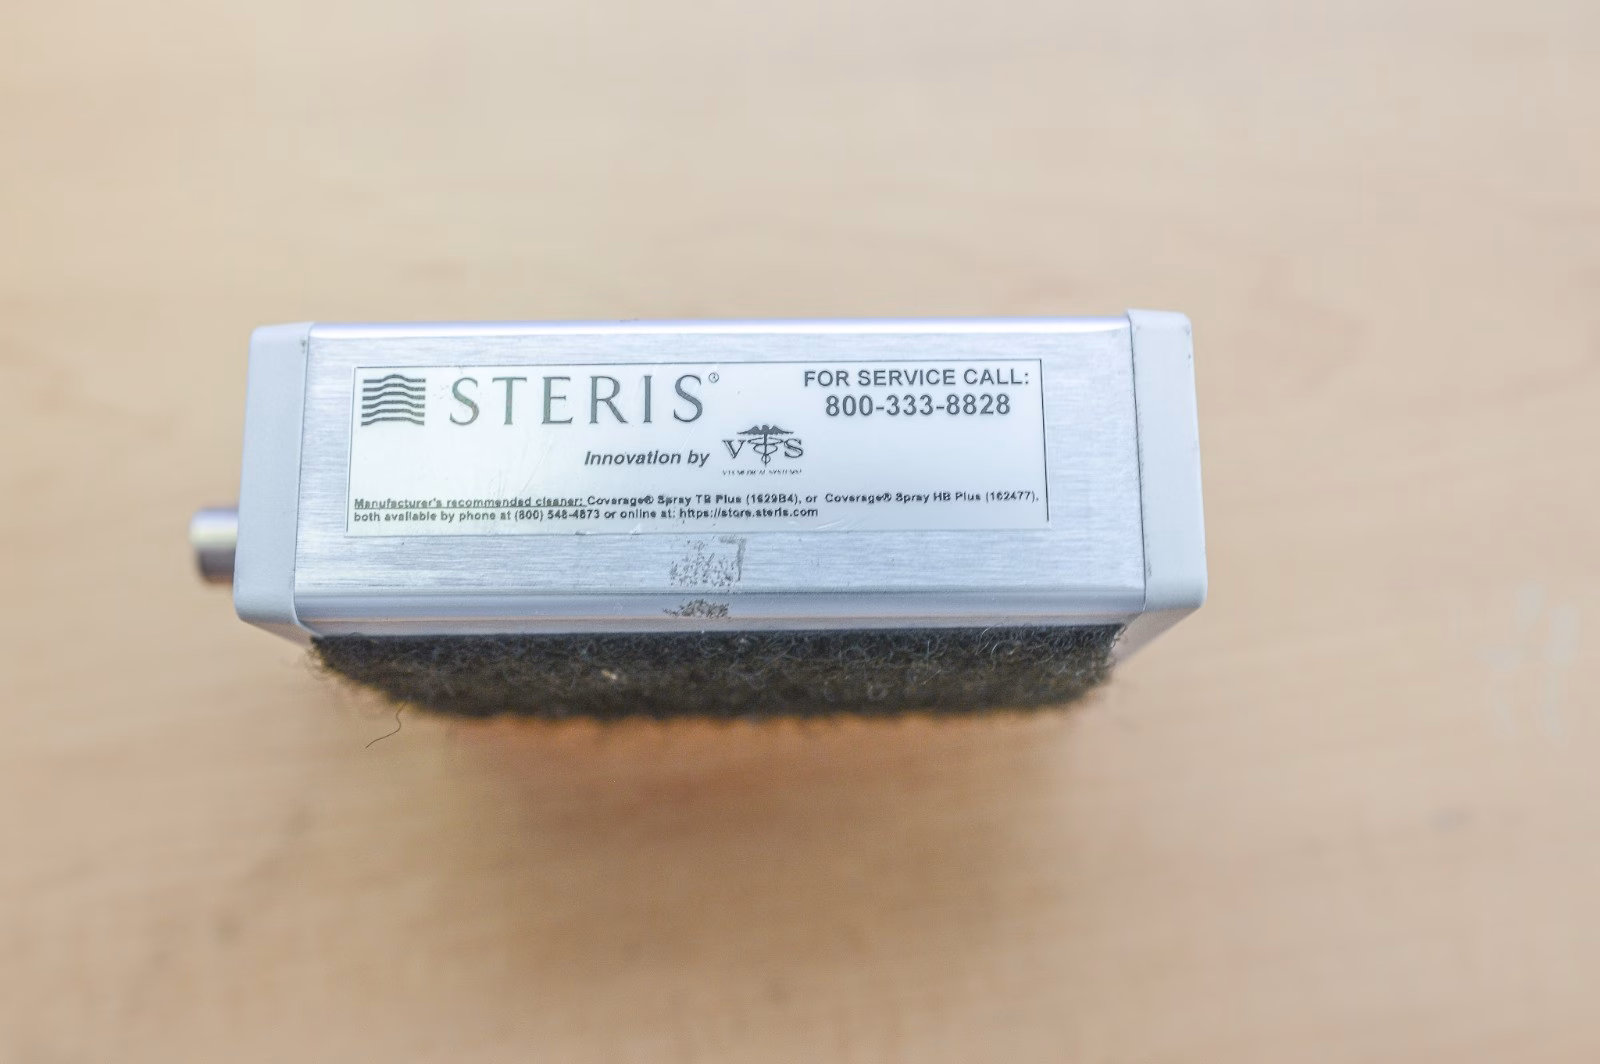 STERIS®
FOR SERVICE CALL:
800-333-8828
Innovation by VTS
Manufacturer's recommended cleaner: Coverage® Spray TB Plus (1629B4), or Coverage® Spray HB Plus (162477),
both available by phone at (800) 548-4873 or online at: https://store.steris.com